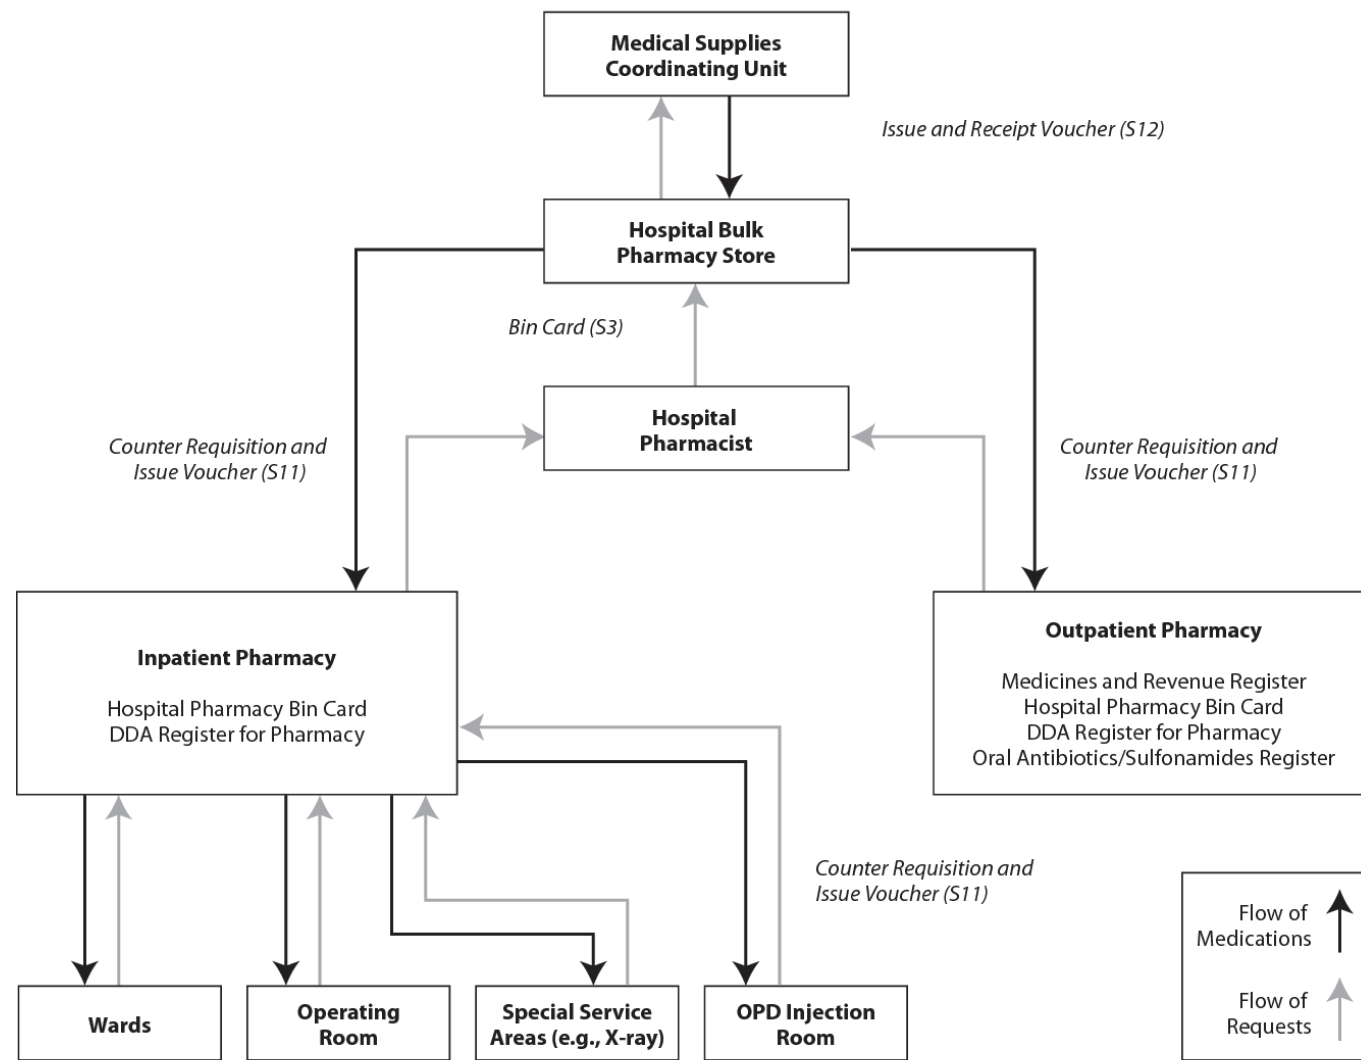 Medical Supplies
Coordinating Unit
Issue and Receipt Voucher (S12)
Hospital Bulk
Pharmacy Store
Bin Card (S3)
Hospital
Pharmacist
Counter Requisition and
Issue Voucher (S11)
Counter Requisition and
Issue Voucher (S11)
Inpatient Pharmacy
Hospital Pharmacy Bin Card
DDA Register for Pharmacy
Outpatient Pharmacy
Medicines and Revenue Register
Hospital Pharmacy Bin Card
DDA Register for Pharmacy
Oral Antibiotics/Sulfonamides Register
Counter Requisition and
Issue Voucher (S11)
Wards
Operating
Room
Special Service
Areas (e.g., X-ray)
OPD Injection
Room
Flow of
Medications
Flow of
Requests